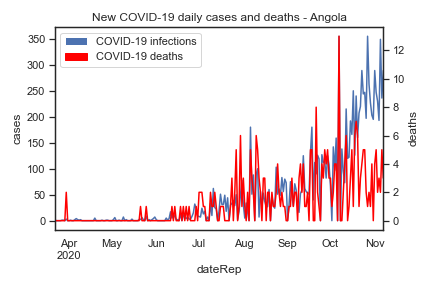 New COVID-19 daily cases and deaths - Angola
COVID-19 infections
COVID-19 deaths
cases
deaths
350
300
250
200
150
100
50
0
12
10
8
6
4
2
0
Apr May Jun Jul Aug Sep Oct Nov
2020
dateRep